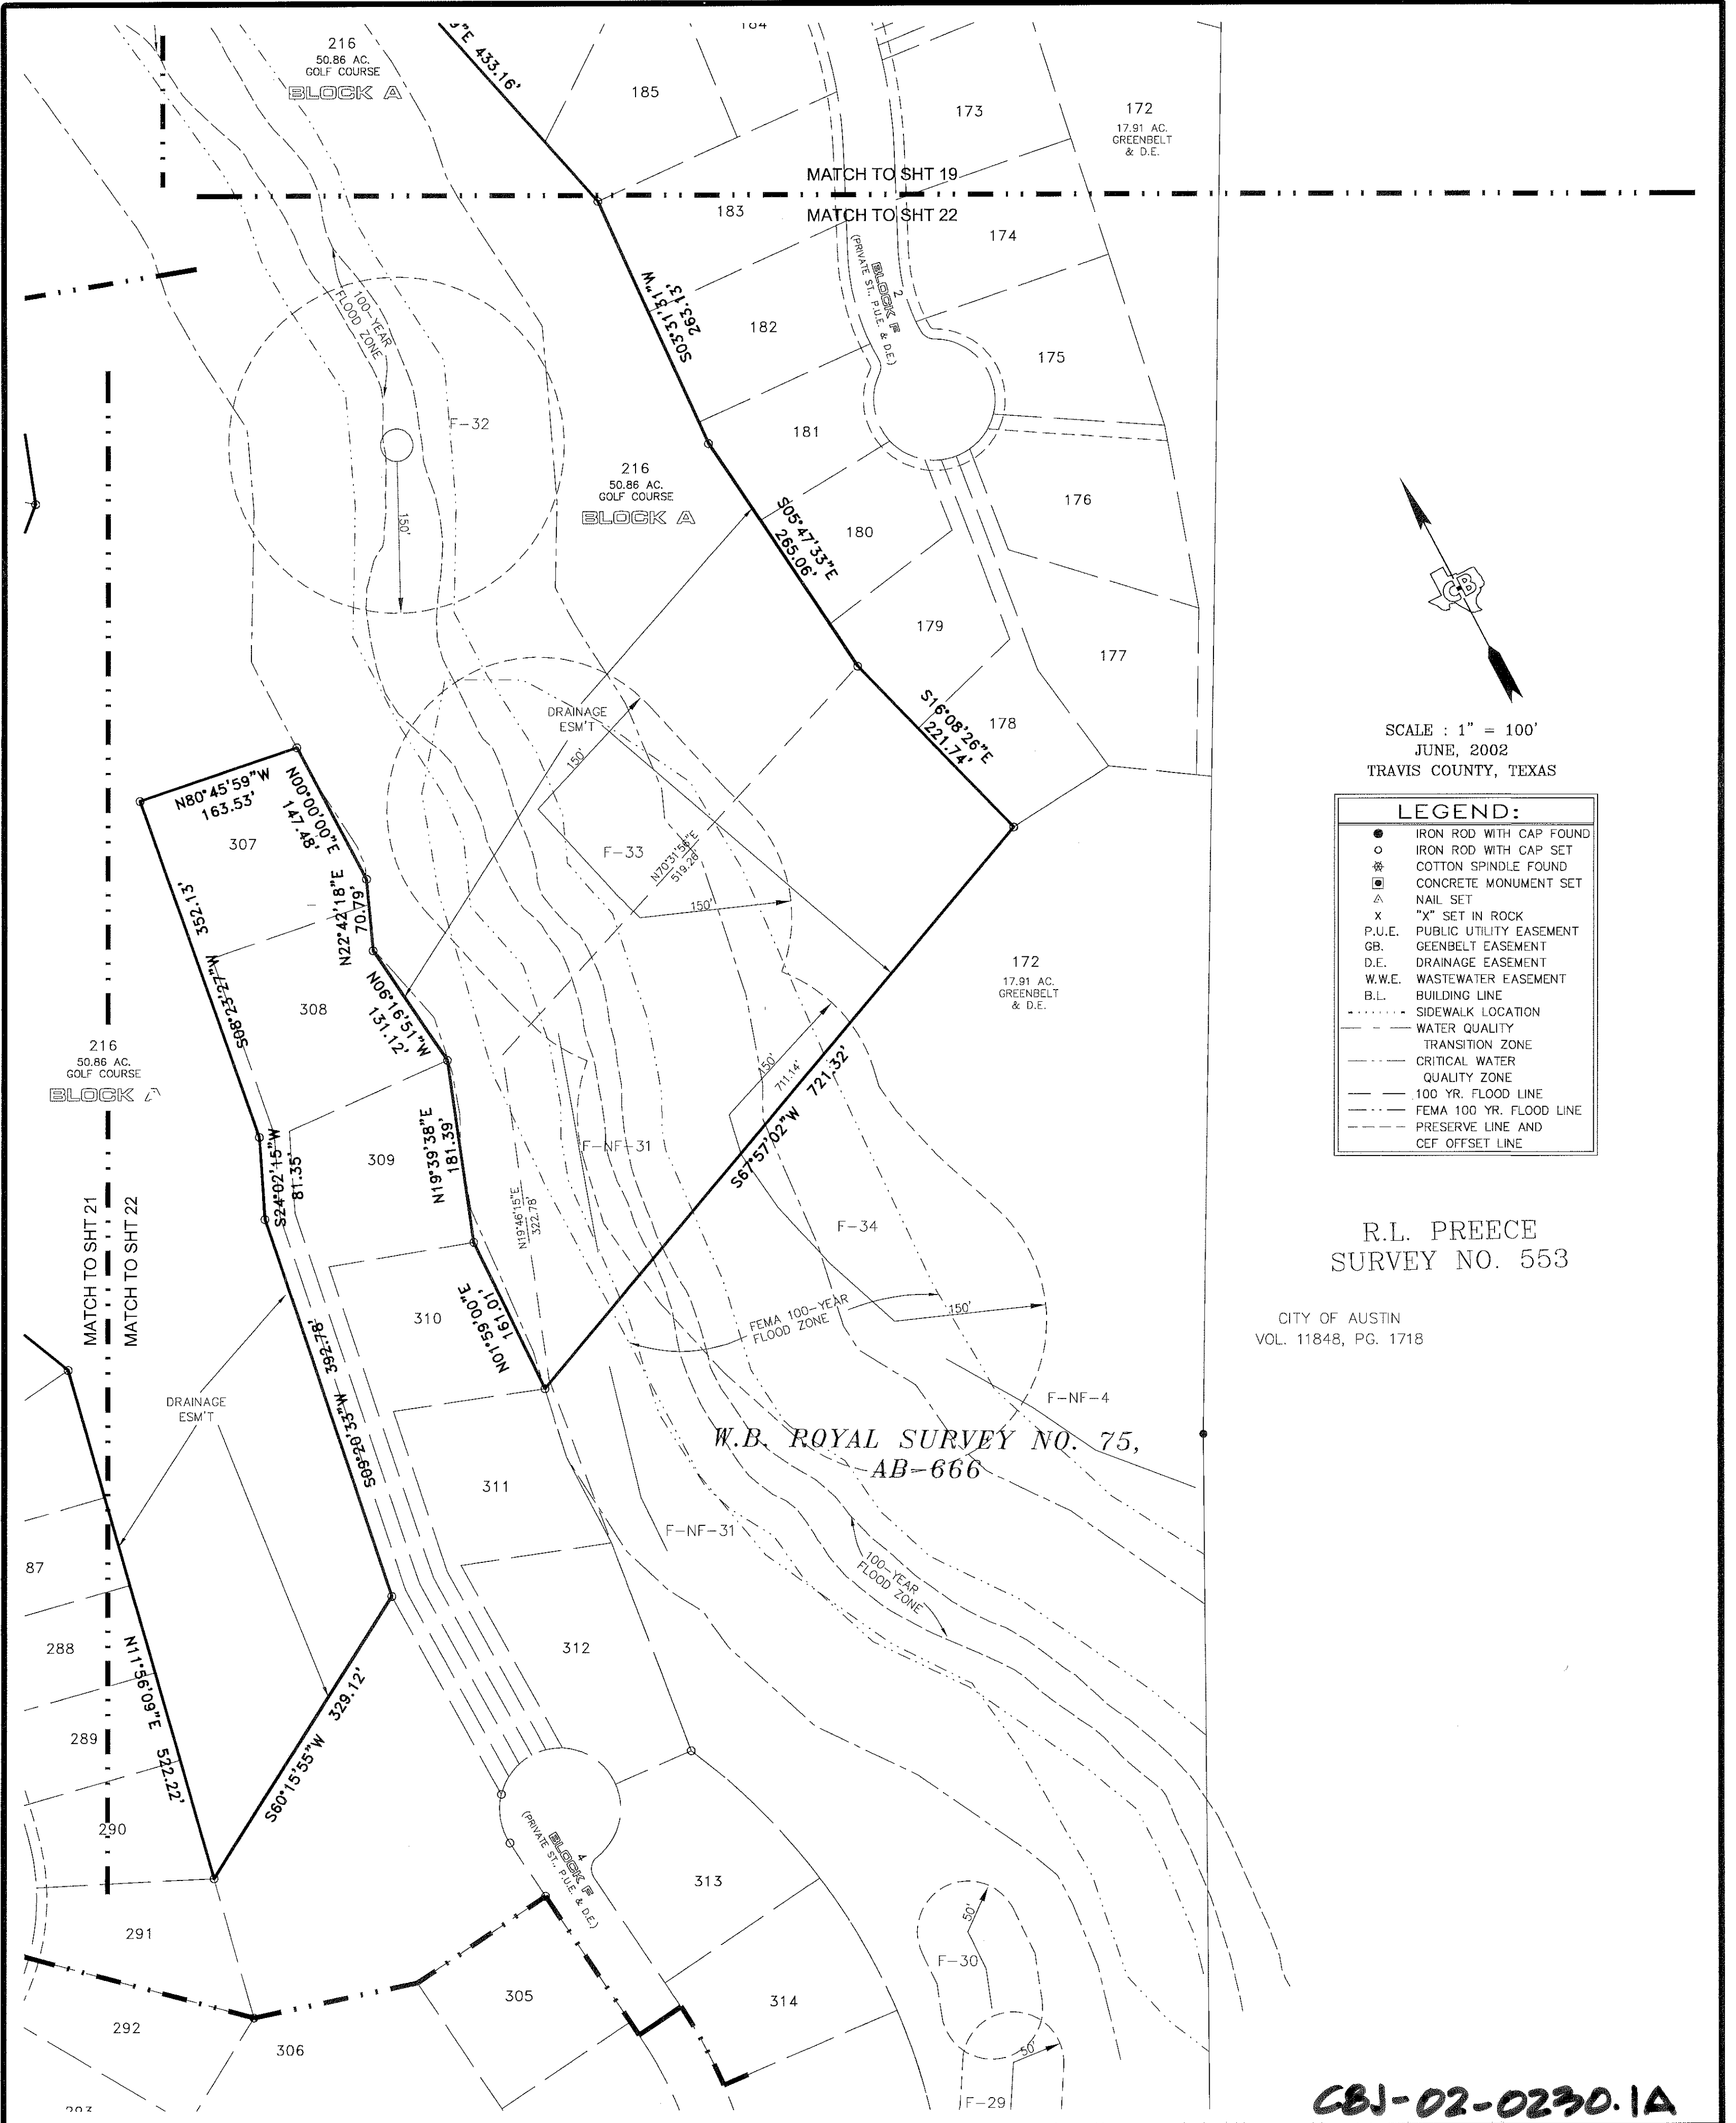 184
216
50.86 AC.
GOLF COURSE
BLOCK A
"E 433.16'
185
173
172
17.91 AC.
GREENBELT
& D.E.
MATCH TO SHT 19
MATCH TO SHT 22
183
174
S03°31'31"W
263.13'
2
BLOCK F
(PRIVATE ST., P.U.E. & D.E.)
100-YEAR
FLOOD ZONE
182
175
F-32
181
216
50.86 AC.
GOLF COURSE
BLOCK A
150'
176
S05°47'33"E
265.06'
180
179
177
S16°08'26"E
221.74'
178
DRAINAGE
ESM'T
150'
SCALE : 1" = 100'
JUNE, 2002
TRAVIS COUNTY, TEXAS
N80°45'59"W
163.53'
N00°00'00"E
147.48'
307
F-33
N70°31'56"E
519.26'
150'
LEGEND:
IRON ROD WITH CAP FOUND
IRON ROD WITH CAP SET
COTTON SPINDLE FOUND
CONCRETE MONUMENT SET
NAIL SET
X "X" SET IN ROCK
P.U.E. PUBLIC UTILITY EASEMENT
GB. GEENBELT EASEMENT
D.E. DRAINAGE EASEMENT
W.W.E. WASTEWATER EASEMENT
B.L. BUILDING LINE
SIDEWALK LOCATION
WATER QUALITY
TRANSITION ZONE
CRITICAL WATER
QUALITY ZONE
100 YR. FLOOD LINE
FEMA 100 YR. FLOOD LINE
PRESERVE LINE AND
CEF OFFSET LINE
CB
N22°42'18"E
70.79'
S08°23'27"W 352.13'
N06°16'51"W
131.12'
308
172
17.91 AC.
GREENBELT
& D.E.
216
50.86 AC.
GOLF COURSE
BLOCK A
150'
711.14'
S67°57'02"W 721.32'
S24°02'15"W
81.35'
309
N19°39'38"E
181.39'
F-NF-31
N19°46'15"E
322.78'
F-34
MATCH TO SHT 21
MATCH TO SHT 22
R.L. PREECE
SURVEY NO. 553
310
N01°59'00"E
161.01'
FEMA 100-YEAR
FLOOD ZONE
150'
CITY OF AUSTIN
VOL. 11848, PG. 1718
S09°20'33"W 392.78'
DRAINAGE
ESM'T
F-NF-4
W.B. ROYAL SURVEY NO. 75,
AB-666
311
F-NF-31
87
100-YEAR
FLOOD ZONE
288
312
N11°56'09"E 522.22'
S60°15'55"W 329.12'
289
290
4
BLOCK F
(PRIVATE ST., P.U.E. & D.E.)
313
291
50'
F-30
305
314
292
306
50'
293
F-29
CBJ-02-0230.1A